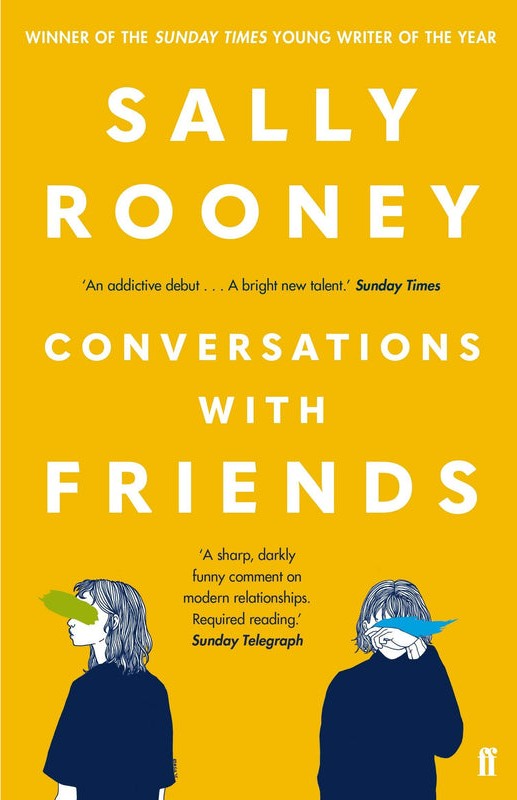 WINNER OF THE SUNDAY TIMES YOUNG WRITER OF THE YEAR
SALLY
ROONEY
‘An addictive debut . . . A bright new talent.’ Sunday Times
CONVERSATIONS
WITH
FRIENDS
‘A sharp, darkly
funny comment on
modern relationships.
Required reading.’
Sunday Telegraph
ff